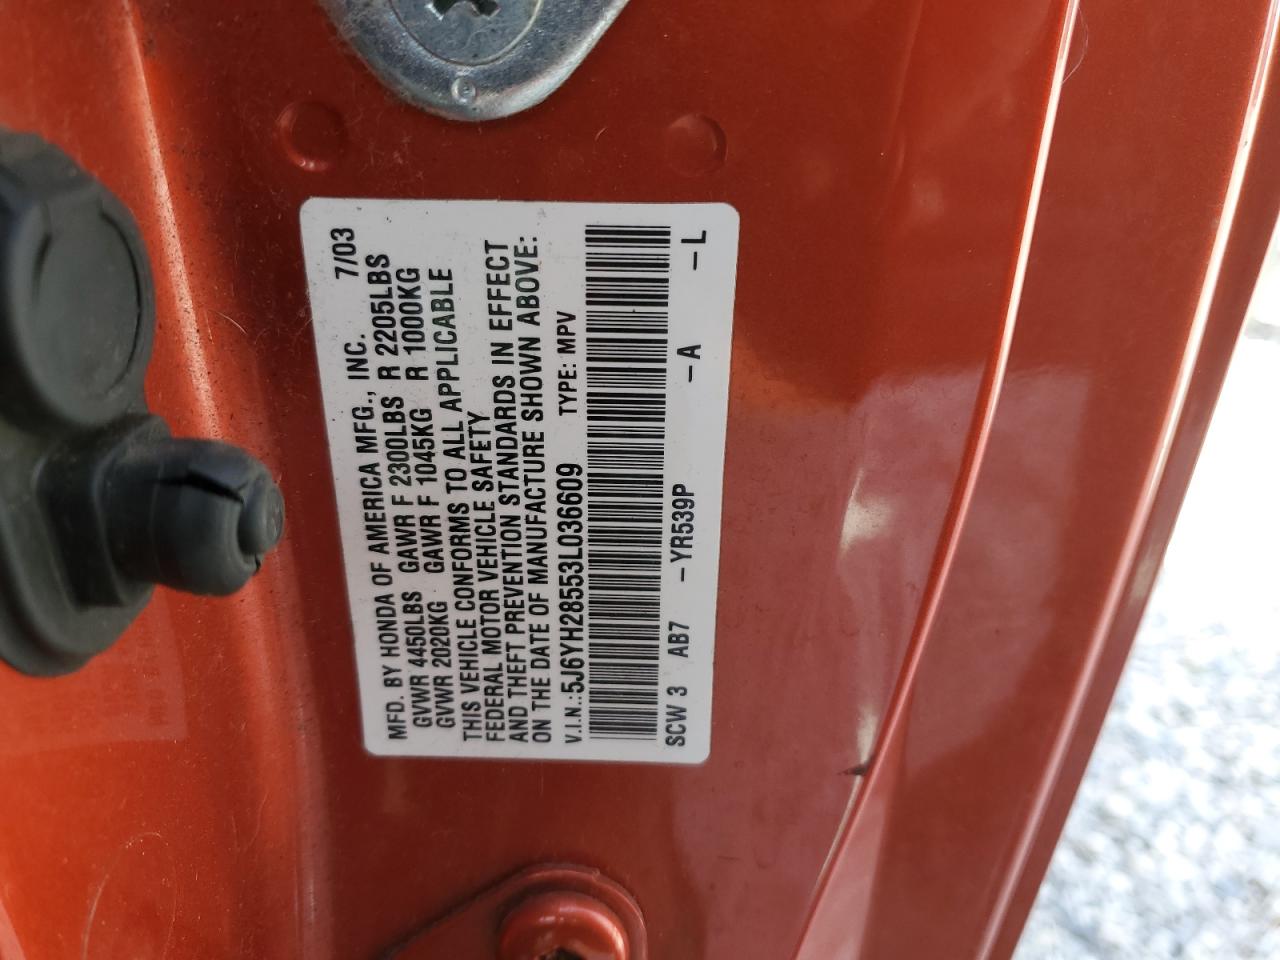 MFD. BY HONDA OF AMERICA MFG., INC. 7/03
GVWR 4450LBS GAWR F 2300LBS R 2205LBS
GVWR 2020KG GAWR F 1045KG R 1000KG
THIS VEHICLE CONFORMS TO ALL APPLICABLE
FEDERAL MOTOR VEHICLE SAFETY
AND THEFT PREVENTION STANDARDS IN EFFECT
ON THE DATE OF MANUFACTURE SHOWN ABOVE:
V.I.N.:5J6YH28553L036609 TYPE: MPV
SCW 3 AB7 - YR539P - A - L